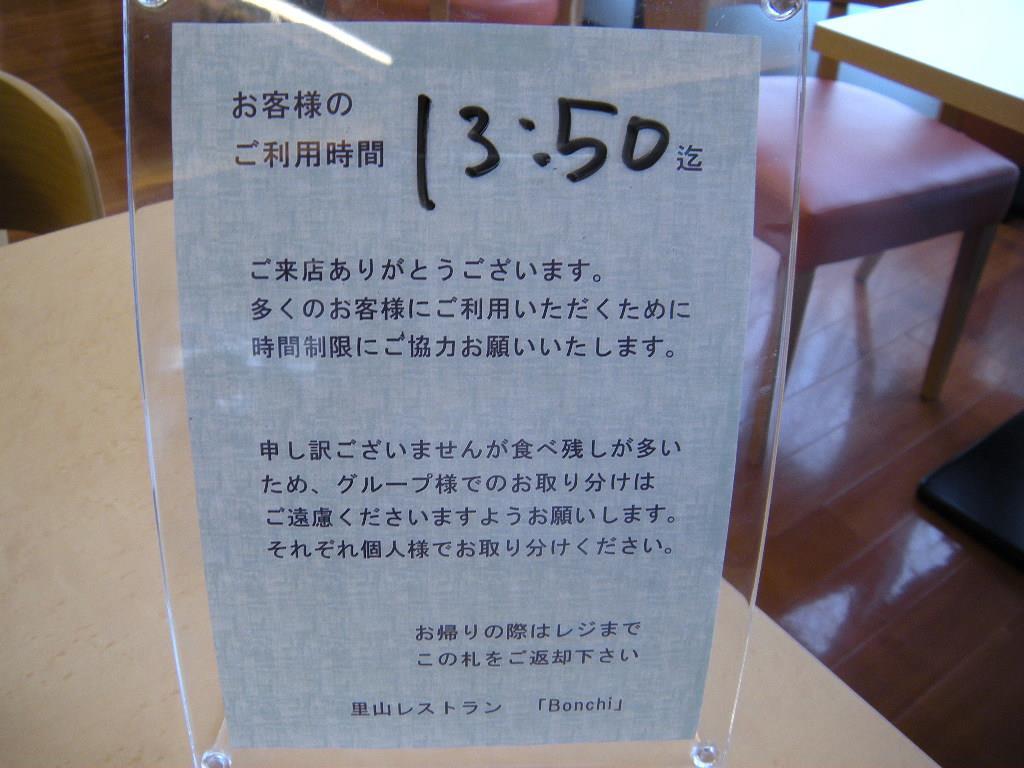 お客様の
ご利用時間 13:50 迄
ご来店ありがとうございます。
多くのお客様にご利用いただくために
時間制限にご協力お願いいたします。
申し訳ございませんが食べ残しが多い
ため、グループ様でのお取り分けは
ご遠慮くださいますようお願いします。
それぞれ個人様でお取り分けください。
お帰りの際はレジまで
この札をご返却下さい
里山レストラン 「Bonchi」